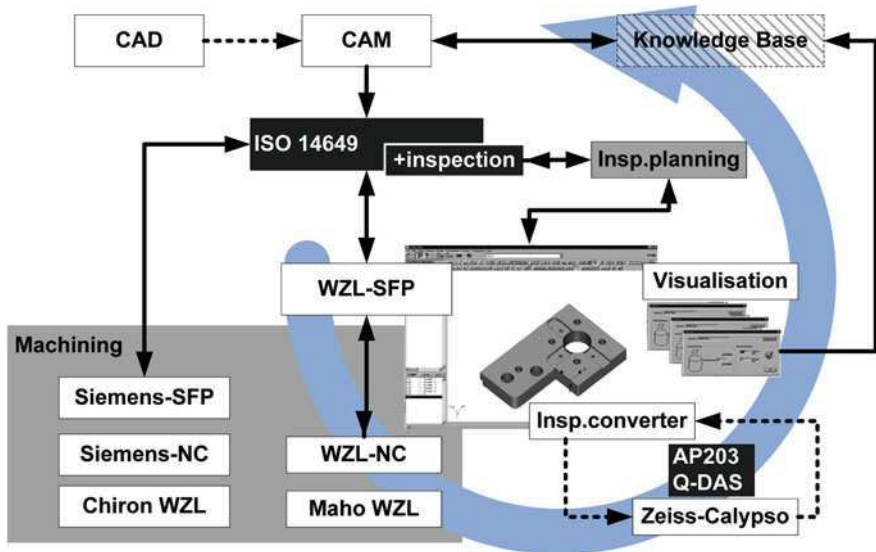 CAD
CAM
Knowledge Base
ISO 14649
+inspection
Insp.planning
WZL-SFP
Visualisation
Machining
Siemens-SFP
Insp.converter
Siemens-NC
WZL-NC
AP203
Q-DAS
Chiron WZL
Maho WZL
Zeiss-Calypso